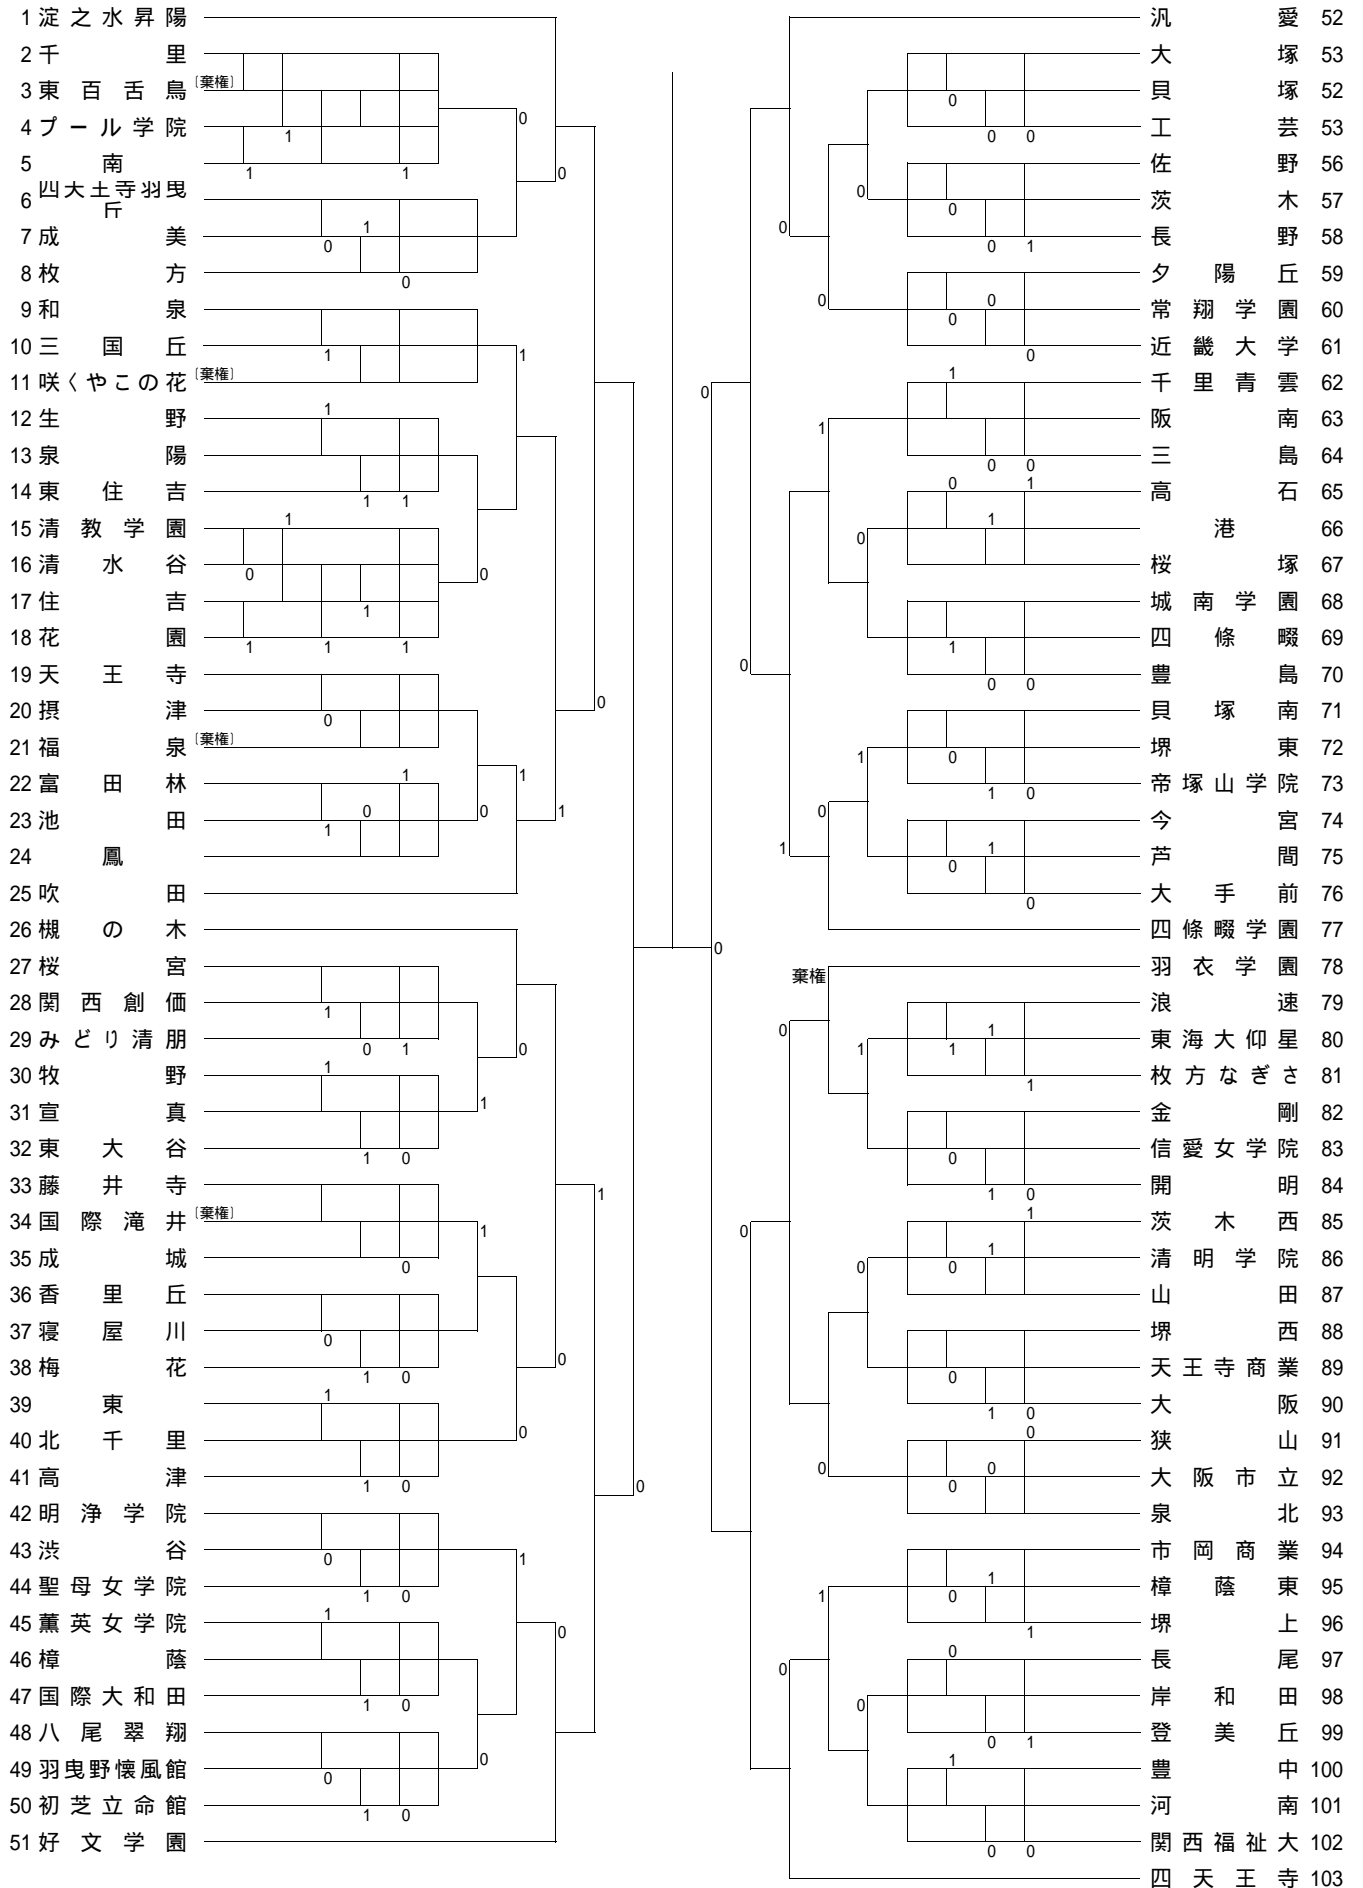 1 淀之水昇陽
2 千里
3 東百舌鳥 〔棄権〕
4 プール学院
5 南
6 四天王寺羽曳丘
7 成美
8 枚方
9 和泉
10 三国丘
11 咲くやこの花 〔棄権〕
12 生野
13 泉陽
14 東住吉
15 清教学園
16 清水谷
17 住吉
18 花園
19 天王寺
20 摂津
21 福泉 〔棄権〕
22 富田林
23 池田
24 鳳
25 吹田
26 槻の木
27 桜宮
28 関西創価
29 みどり清朋
30 牧野
31 宣真
32 東大谷
33 藤井寺
34 国際滝井 〔棄権〕
35 成城
36 香里丘
37 寝屋川
38 梅花
39 東
40 北千里
41 高津
42 明浄学院
43 渋谷
44 聖母女学院
45 薫英女学院
46 樟蔭
47 国際大和田
48 八尾翠翔
49 羽曳野懐風館
50 初芝立命館
51 好文学園
汎愛 52
大塚 53
貝塚 52
工芸 53
佐野 56
茨木 57
長野 58
夕陽丘 59
常翔学園 60
近畿大学 61
千里青雲 62
阪南 63
三島 64
高石 65
港 66
桜塚 67
城南学園 68
四條畷 69
豊島 70
貝塚南 71
堺東 72
帝塚山学院 73
今宮 74
芦間 75
大手前 76
四條畷学園 77
棄権 羽衣学園 78
浪速 79
東海大仰星 80
枚方なぎさ 81
金剛 82
信愛女学院 83
開明 84
茨木西 85
清明学院 86
山田 87
堺西 88
天王寺商業 89
大阪 90
狭山 91
大阪市立 92
泉北 93
市岡商業 94
樟蔭東 95
堺上 96
長尾 97
岸和田 98
登美丘 99
豊中 100
河南 101
関西福祉大 102
四天王寺 103